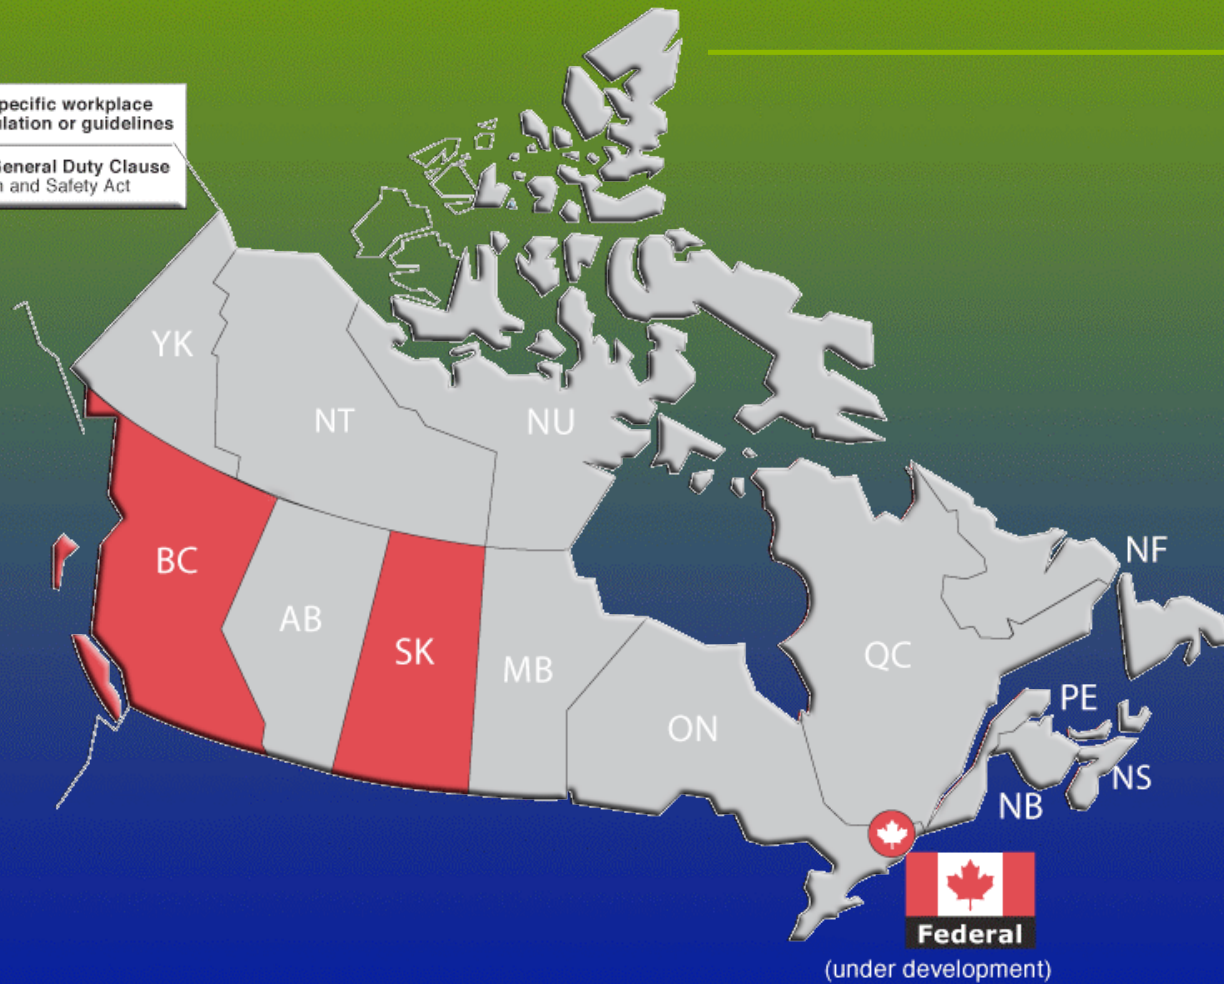 pecific workplace
ulation or guidelines
General Duty Clause
n and Safety Act
YK
NT
NU
BC
AB
SK
MB
ON
QC
NF
PE
NS
NB
Federal
(under development)